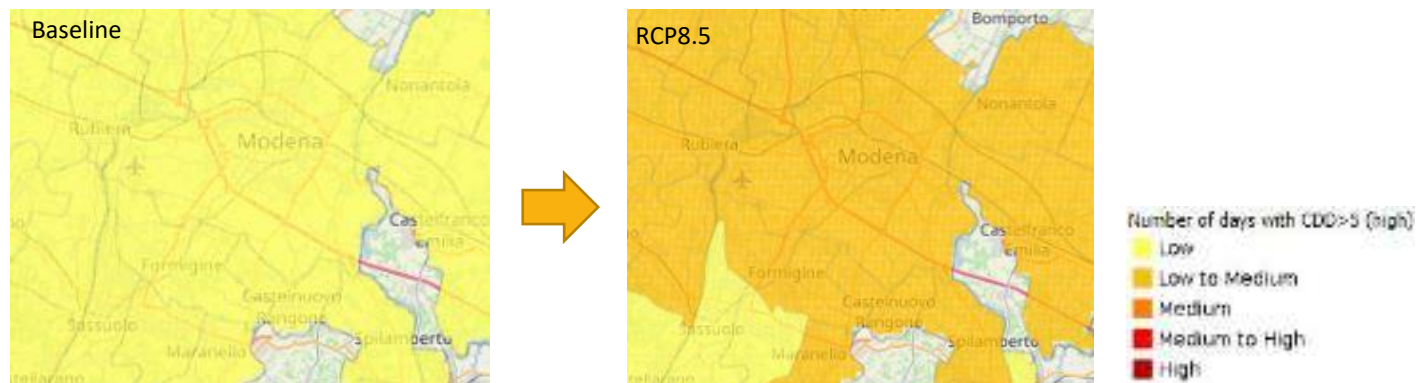 Baseline
Nonantola
Rubiera
Modena
Castelfranco
Emilia
Formigine
Castelnuovo
Rangone
Sassuolo
Spilamberto
Maranello
RCP8.5
Bomporto
Nonantola
Rubiera
Modena
Castelfranco
Emilia
Formigine
Castelnuovo
Rangone
Sassuolo
Spilamberto
Maranello
Number of days with CDD>5 (high)
Low
Low to Medium
Medium
Medium to High
High